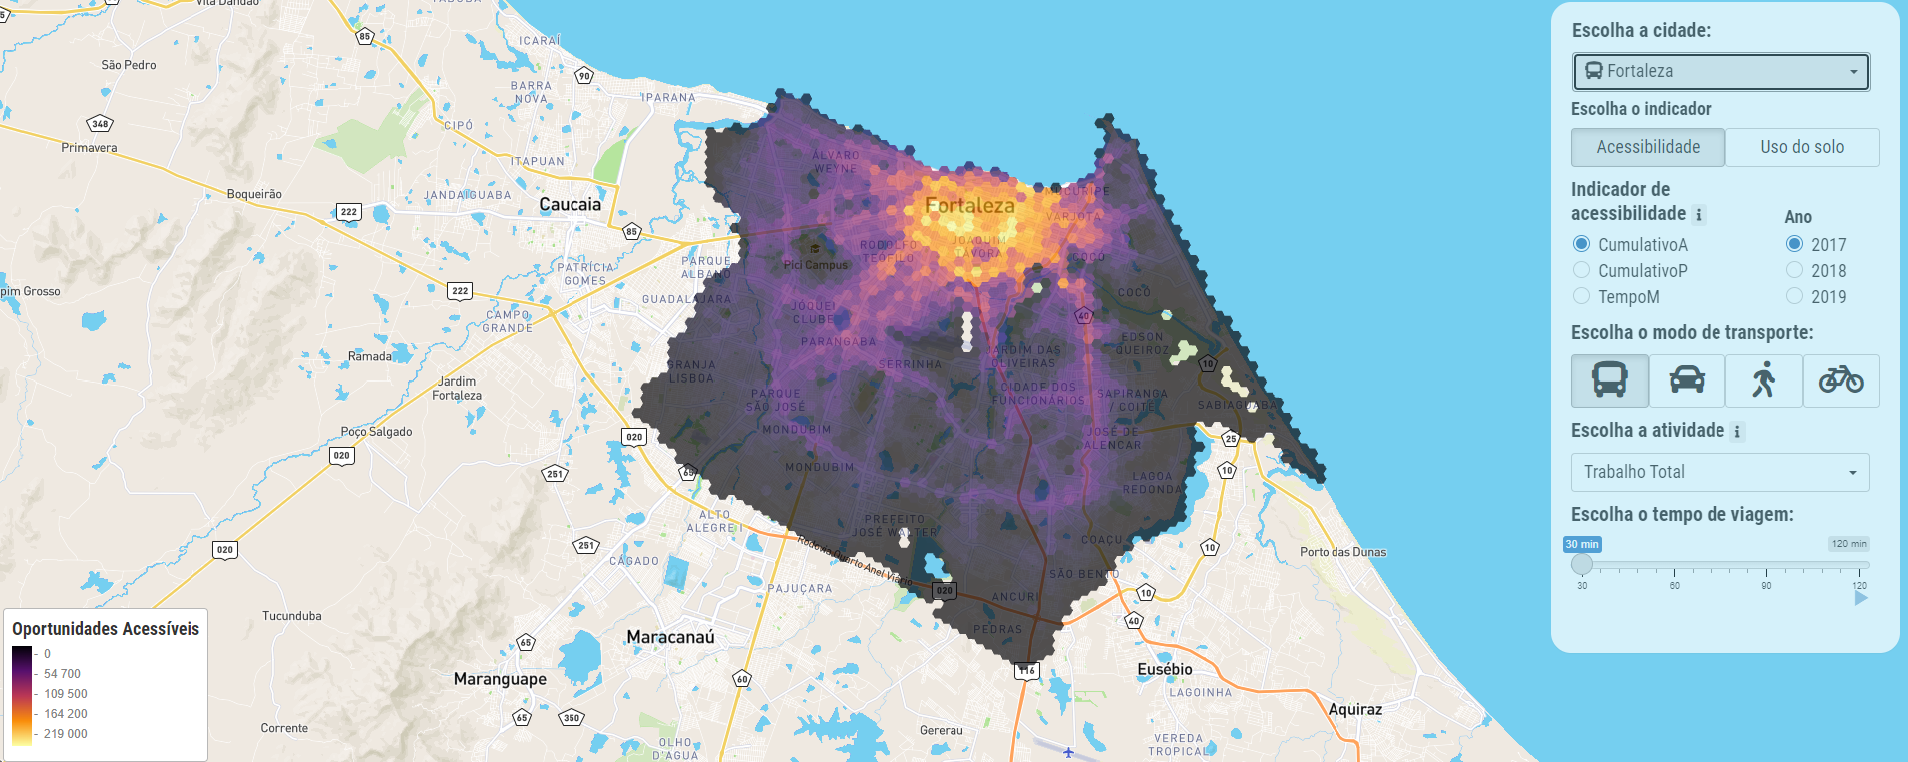 Vila Dandau
TABUBA
85
ICARAÍ
São Pedro
90
BARRA
NOVA
IPARANA
348
CIPÓ
Primavera
ITAPUAN
ÁLVARO
WEYNE
Boqueirão
JANDAIGUABA
222
Caucaia
85
Fortaleza
MUCURIPE
VARJOTA
JOAQUIM
TÁVORA
RODOLFO
TEÓFILO
COCÓ
Pici Campus
PATRÍCIA
GOMES
PARQUE
ALBANO
pim Grosso
222
GUADALAJARA
COCÓ
CAMPO
GRANDE
JÓQUEI
CLUBE
40
PARANGABA
EDSON
QUEIROZ
Ramada
SERRINHA
JARDIM DAS
OLIVEIRAS
10
GRANJA
LISBOA
Jardim
Fortaleza
CIDADE DOS
FUNCIONÁRIOS
SAPIRANGA
/ COITÉ
SABIAGUABA
PARQUE
SÃO JOSÉ
Poço Salgado
MONDUBIM
JOSÉ DE
ALENCAR
020
25
020
MONDUBIM
251
65
10
LAGOA
REDONDA
ALTO
ALEGRE I
PREFEITO
JOSÉ WALTER
COAÇU
251
10
020
Rodovia Quarto Anel Viário
Porto das Dunas
CÁGADO
SÃO BENTO
PAJUÇARA
020
ANCURI
10
Tucunduba
PEDRAS
40
65
Maracanaú
116
Eusébio
Maranguape
60
LAGOINHA
65
350
Aquiraz
Corrente
Gererau
OLHO
D'AGUA
VEREDA
TROPICAL
Oportunidades Acessíveis
0
54 700
109 500
164 200
219 000
Escolha a cidade:
Fortaleza
Escolha o indicador
Acessibilidade
Uso do solo
Indicador de
acessibilidade i
Ano
CumulativoA
2017
CumulativoP
2018
TempoM
2019
Escolha o modo de transporte:
Escolha a atividade i
Trabalho Total
Escolha o tempo de viagem:
30 min
120 min
30 60 90 120